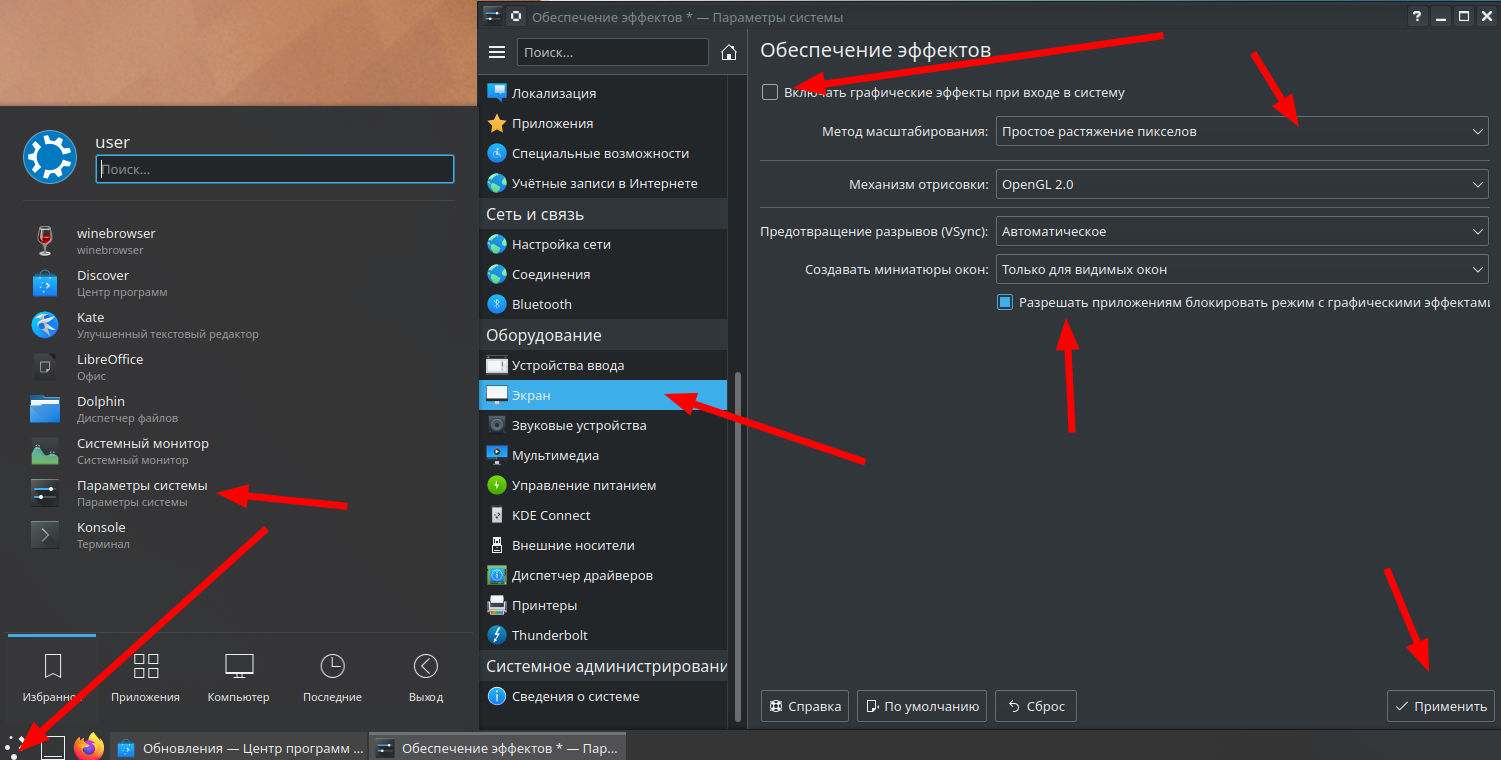 Обеспечение эффектов * — Параметры системы
?
Поиск...
Локализация
Приложения
Специальные возможности
Учётные записи в Интернете
Сеть и связь
Настройка сети
Соединения
Bluetooth
Оборудование
Устройства ввода
Экран
Звуковые устройства
Мультимедиа
Управление питанием
KDE Connect
Внешние носители
Диспетчер драйверов
Принтеры
Thunderbolt
Системное администрировани
Сведения о системе
Обеспечение эффектов
Включать графические эффекты при входе в систему
Метод масштабирования: Простое растяжение пикселов
Механизм отрисовки: OpenGL 2.0
Предотвращение разрывов (VSync): Автоматическое
Создавать миниатюры окон: Только для видимых окон
Разрешать приложениям блокировать режим с графическими эффектами
Справка
По умолчанию
Сброс
Применить
user
Поиск...
winebrowser
winebrowser
Discover
Центр программ
Kate
Улучшенный текстовый редактор
LibreOffice
Офис
Dolphin
Диспетчер файлов
Системный монитор
Системный монитор
Параметры системы
Параметры системы
Konsole
Терминал
Избранное
Приложения
Компьютер
Последние
Выход
Обновления — Центр программ ...
Обеспечение эффектов * — Пар...